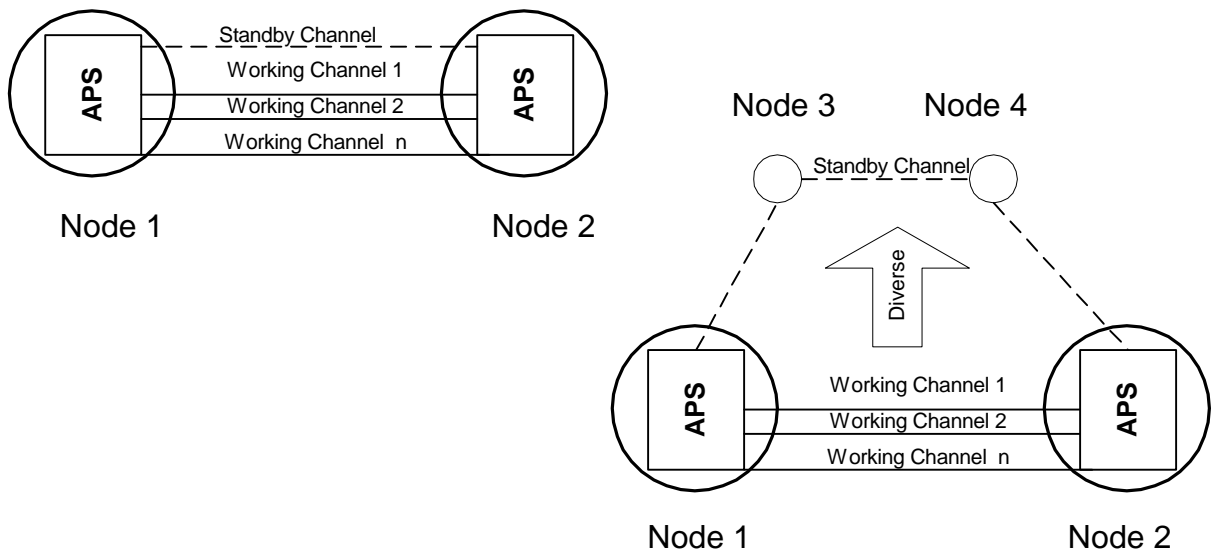 Standby Channel
APS
Working Channel 1
APS
Working Channel 2
Working Channel n
Node 1
Node 2
Node 3
Node 4
Standby Channel
Diverse
APS
Working Channel 1
APS
Working Channel 2
Working Channel n
Node 1
Node 2